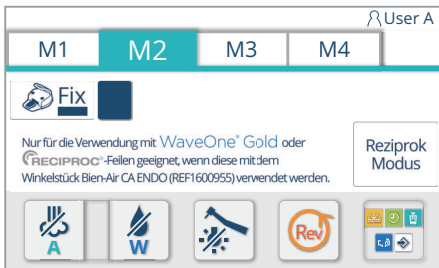 User A
M1 M2 M3 M4
Fix
Nur für die Verwendung mit WaveOne® Gold oder
RECIPROC®-Feilen geeignet, wenn diese mit dem
Winkelstück Bien-Air CA ENDO (REF1600955) verwendet werden.
Reziprok
Modus
A
W
Rev